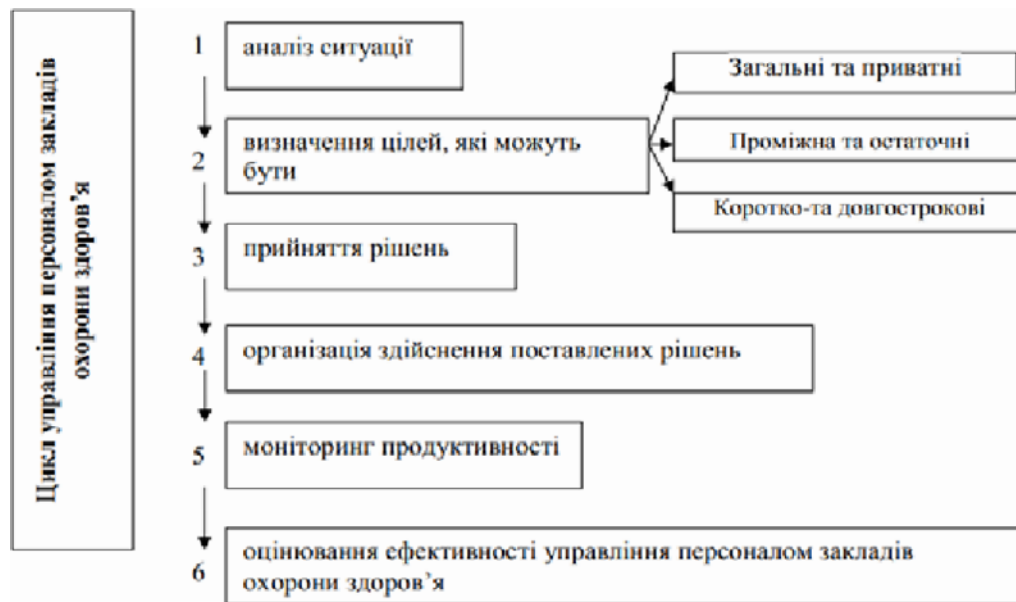 Цикл управління персоналом закладів
охорони здоров’я
1
аналіз ситуації
2
визначення цілей, які можуть
бути
Загальні та приватні
Проміжна та остаточні
Коротко-та довгострокові
3
прийняття рішень
4
організація здійснення поставлених рішень
5
моніторинг продуктивності
6
оцінювання ефективності управління персоналом закладів
охорони здоров’я